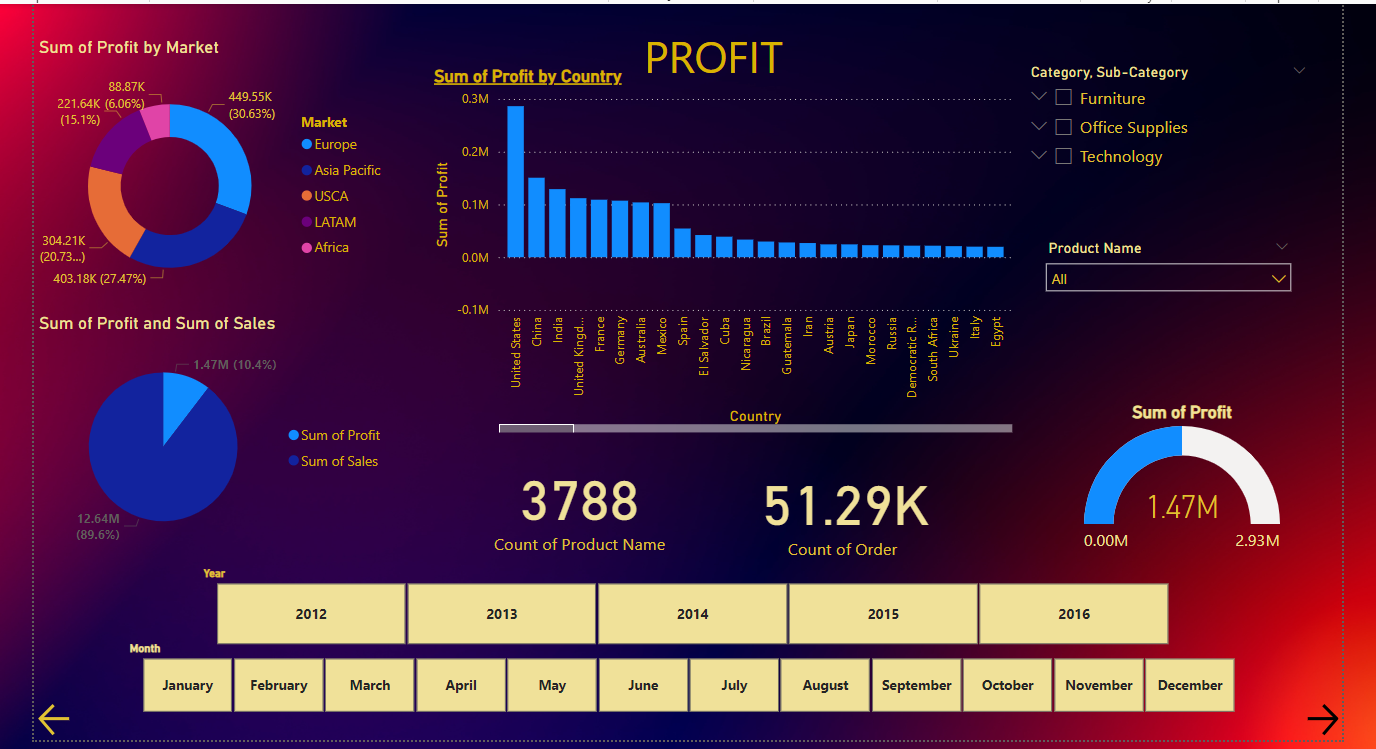 PROFIT
Sum of Profit by Market
88.87K
(6.06%)
221.64K
(15.1%)
449.55K
(30.63%)
304.21K
(20.73...)
403.18K (27.47%)
Market
Europe
Asia Pacific
USCA
LATAM
Africa
Sum of Profit by Country
Sum of Profit
0.3M
0.2M
0.1M
0.0M
-0.1M
United States
China
India
United Kingd...
France
Germany
Australia
Mexico
Spain
El Salvador
Cuba
Nicaragua
Brazil
Guatemala
Iran
Austria
Japan
Morocco
Russia
Democratic R...
South Africa
Ukraine
Italy
Egypt
Country
Category, Sub-Category
Furniture
Office Supplies
Technology
Product Name
All
Sum of Profit and Sum of Sales
1.47M (10.4%)
12.64M
(89.6%)
Sum of Profit
Sum of Sales
3788
Count of Product Name
51.29K
Count of Order
Sum of Profit
1.47M
0.00M
2.93M
Year
2012
2013
2014
2015
2016
Month
January
February
March
April
May
June
July
August
September
October
November
December